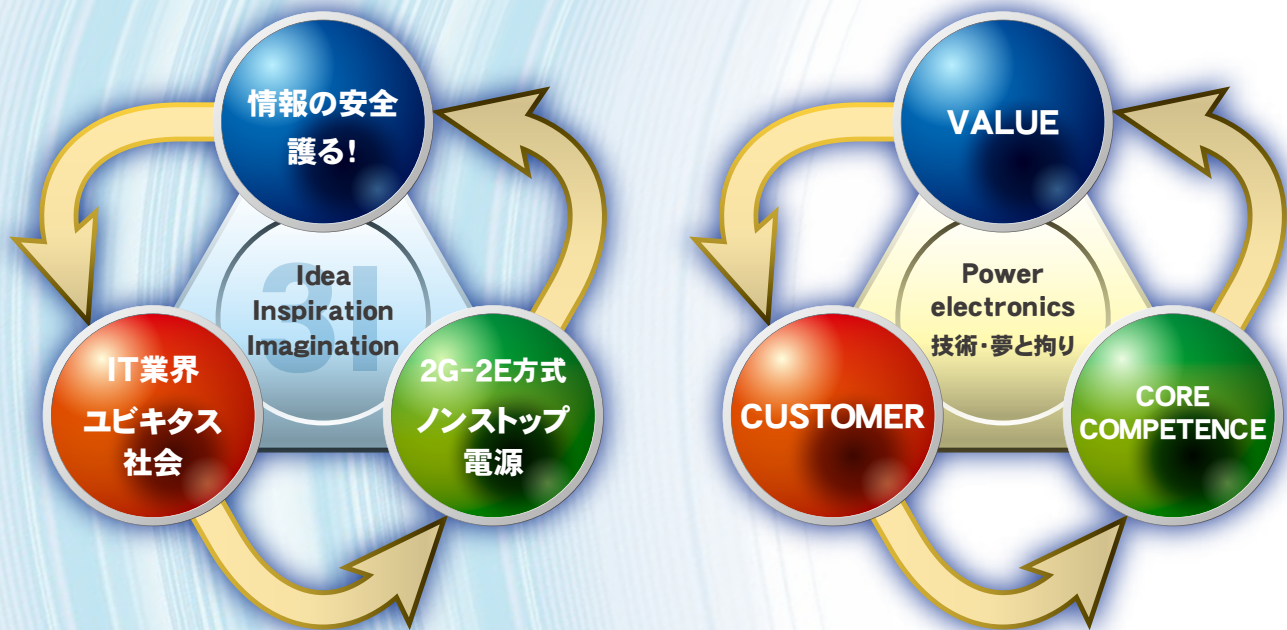 情報の安全
護る!
3I
Idea
Inspiration
Imagination
IT業界
ユビキタス
社会
2G-2E方式
ノンストップ
電源
VALUE
Power
electronics
技術・夢と拘り
CUSTOMER
CORE
COMPETENCE